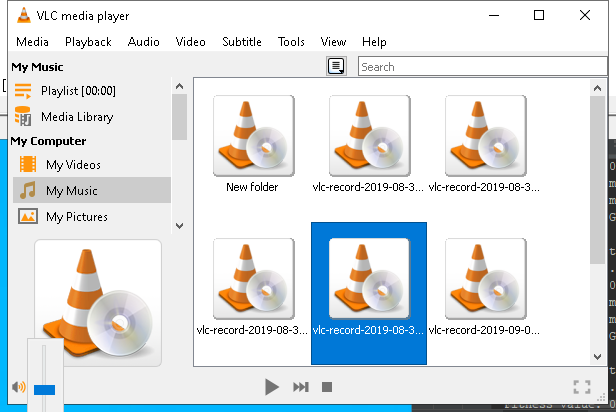 VLC media player
Media Playback Audio Video Subtitle Tools View Help
My Music
Search
Playlist [00:00]
Media Library
My Computer
My Videos
My Music
My Pictures
New folder
vlc-record-2019-08-3...
vlc-record-2019-08-3...
vlc-record-2019-08-3...
vlc-record-2019-08-3...
vlc-record-2019-09-0...